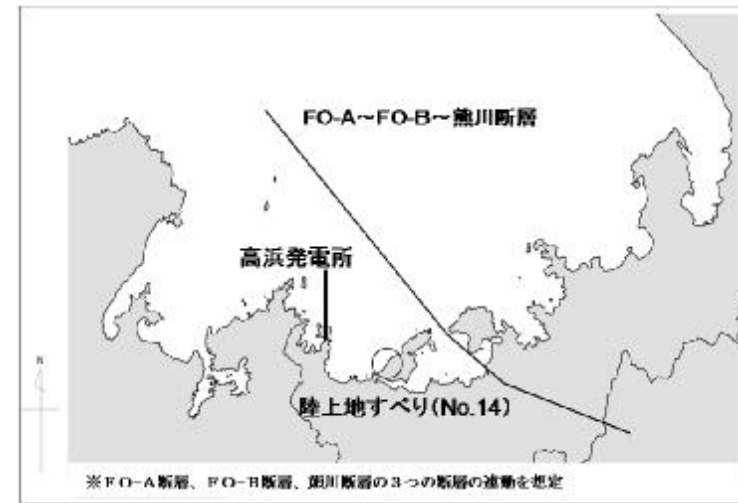 FO-A～FO-B～熊川断層
高浜発電所
陸上地すべり(No.14)
N
※FO-A断層、FO-B断層、熊川断層の3つの断層の連動を想定